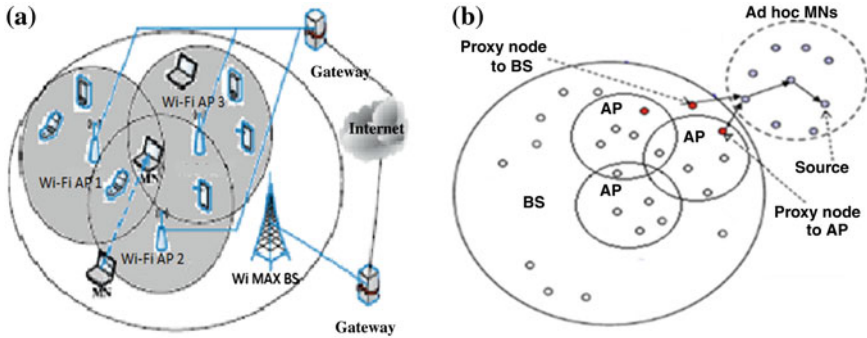 (a)
Gateway
Wi-Fi AP 3
Internet
Wi-Fi AP 1
MN
Wi-Fi AP 2
MN
Wi MAX BS
Gateway
(b)
Ad hoc MNs
Proxy node
to BS
AP
AP
AP
Source
BS
Proxy node
to AP